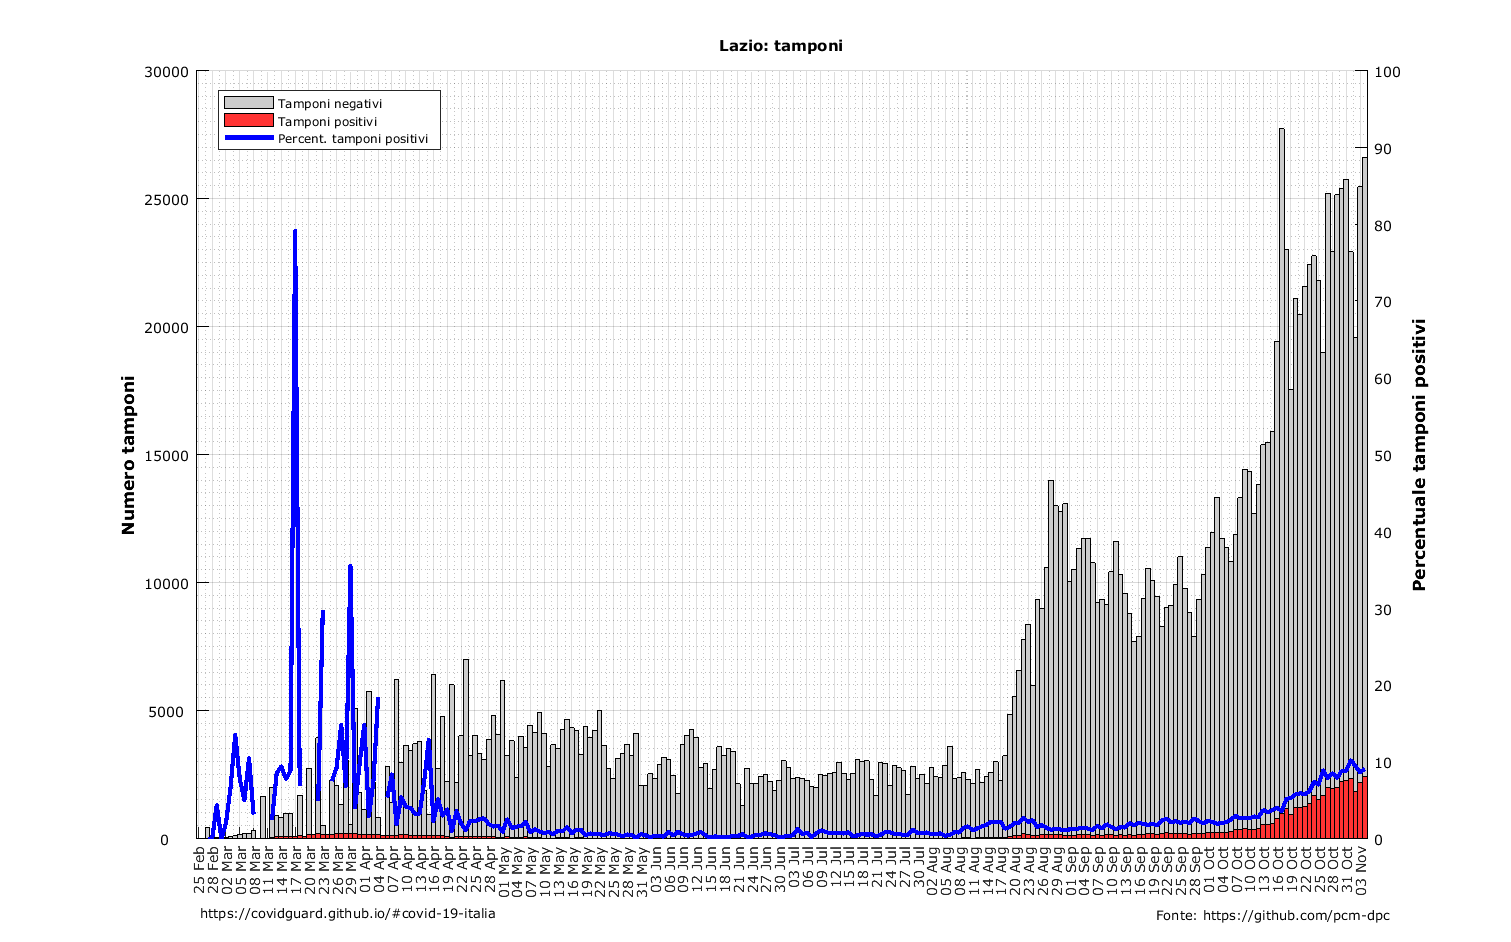 Lazio: tamponi
30000
25000
20000
15000
10000
5000
0
Numero tamponi
Tamponi negativi
Tamponi positivi
Percent. tamponi positivi
100
90
80
70
60
50
40
30
20
10
0
Percentuale tamponi positivi
25 Feb
28 Feb
02 Mar
05 Mar
08 Mar
11 Mar
14 Mar
17 Mar
20 Mar
23 Mar
26 Mar
29 Mar
01 Apr
04 Apr
07 Apr
10 Apr
13 Apr
16 Apr
19 Apr
22 Apr
25 Apr
28 Apr
01 May
04 May
07 May
10 May
13 May
16 May
19 May
22 May
25 May
28 May
31 May
03 Jun
06 Jun
09 Jun
12 Jun
15 Jun
18 Jun
21 Jun
24 Jun
27 Jun
30 Jun
03 Jul
06 Jul
09 Jul
12 Jul
15 Jul
18 Jul
21 Jul
24 Jul
27 Jul
30 Jul
02 Aug
05 Aug
08 Aug
11 Aug
14 Aug
17 Aug
20 Aug
23 Aug
26 Aug
29 Aug
01 Sep
04 Sep
07 Sep
10 Sep
13 Sep
16 Sep
19 Sep
22 Sep
25 Sep
28 Sep
01 Oct
04 Oct
07 Oct
10 Oct
13 Oct
16 Oct
19 Oct
22 Oct
25 Oct
28 Oct
31 Oct
03 Nov
https://covidguard.github.io/#covid-19-italia
Fonte: https://github.com/pcm-dpc